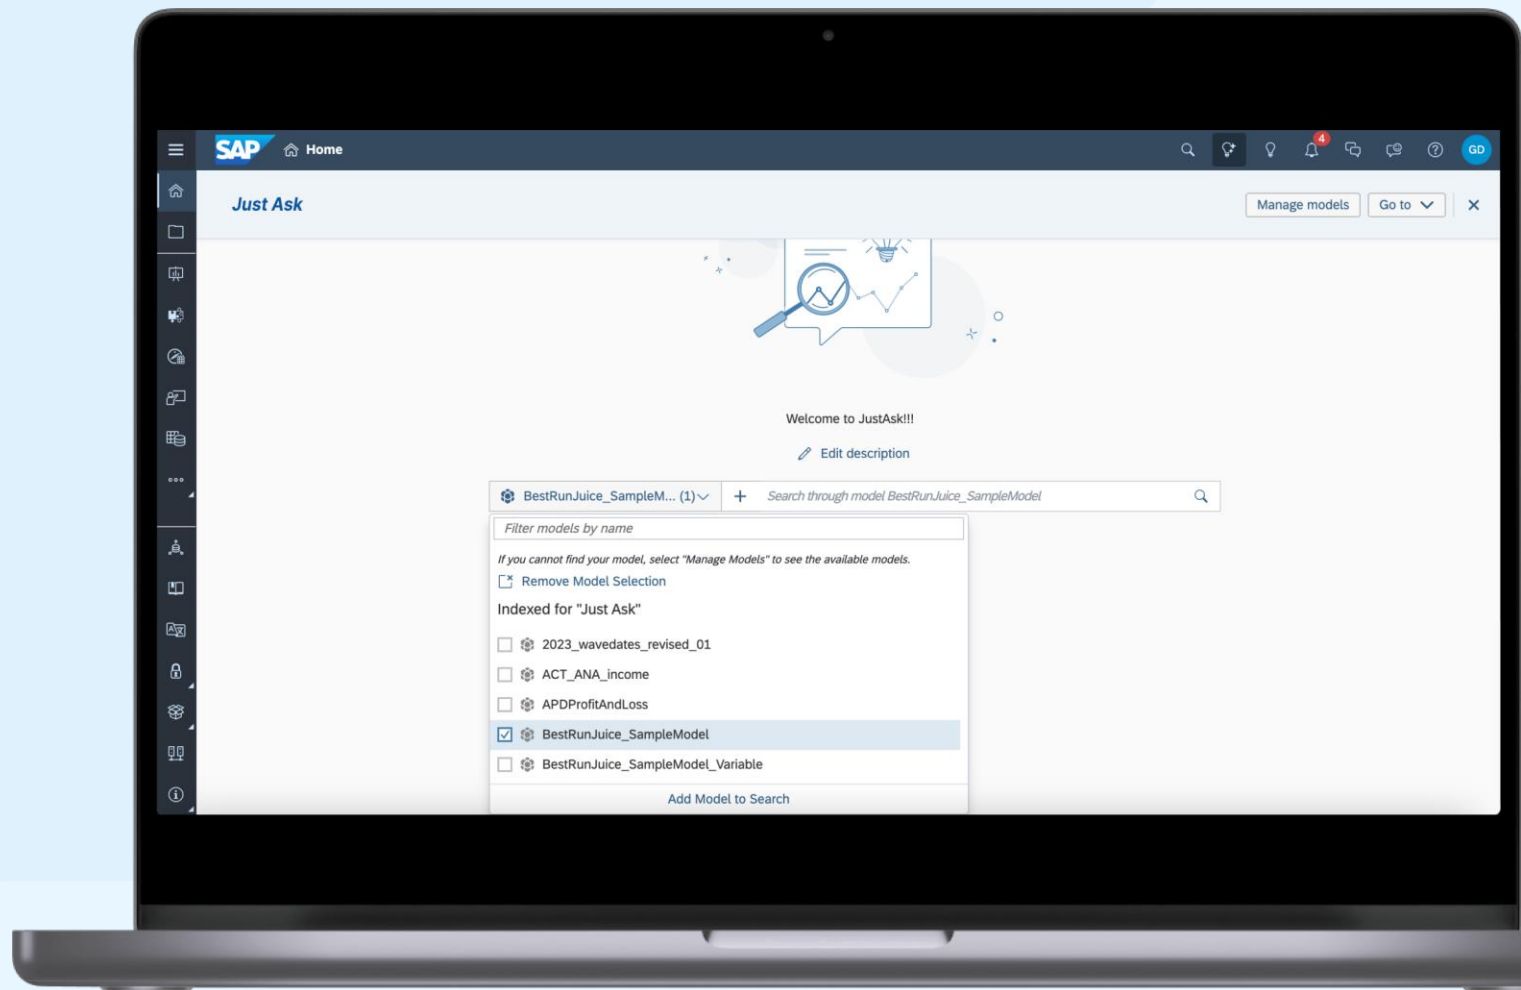 SAP Home 4 GD
Just Ask Manage models Go to
Welcome to JustAsk!!!
Edit description
BestRunJuice_SampleM... (1) Search through model BestRunJuice_SampleModel
Filter models by name
If you cannot find your model, select "Manage Models" to see the available models.
Remove Model Selection
Indexed for "Just Ask"
2023_wavedates_revised_01
ACT_ANA_income
APDProfitAndLoss
BestRunJuice_SampleModel
BestRunJuice_SampleModel_Variable
Add Model to Search